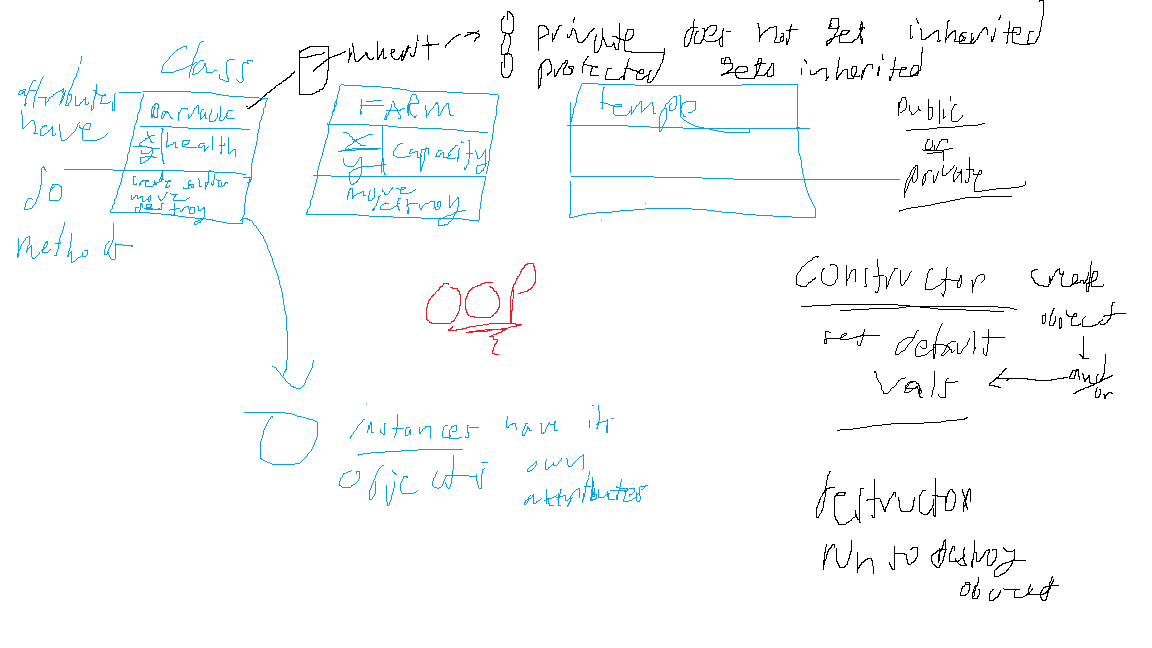 private does not get inherited
inherit
protected gets inherited
class
attributes
have
Barrack
FARM
temple
public
or
private
x/y health
x/y capacity
do
create soldier
move
destroy
move
destroy
methods
OOP
constructor create
object
set default
vals
and/or
instances have its
objects own
attributes
destructor
run to destroy
object